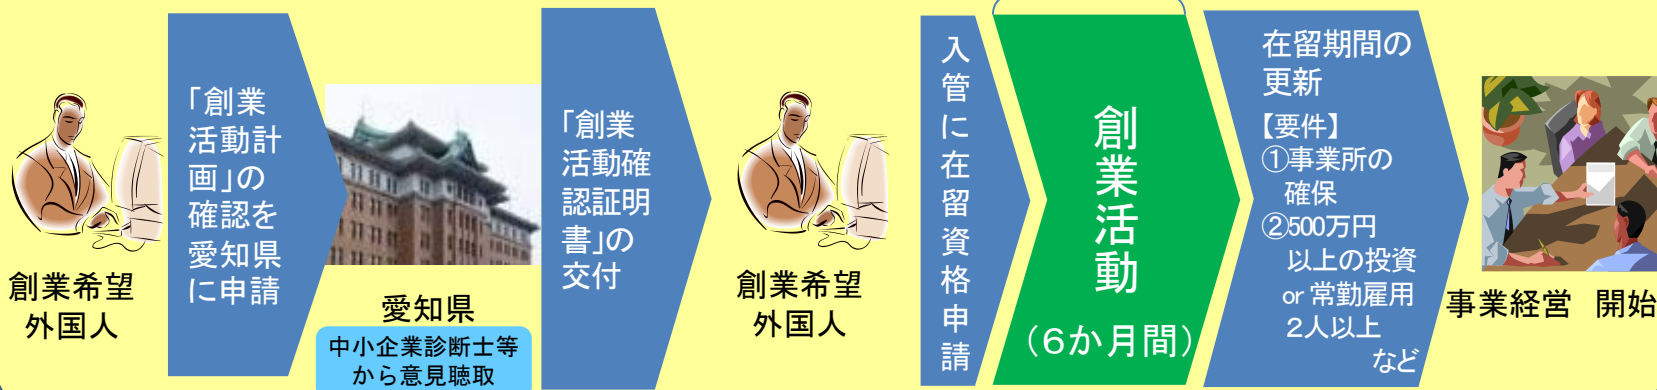 創業希望
外国人
「創業
活動計
画」の
確認を
愛知県
に申請
愛知県
中小企業診断士等
から意見聴取
「創業
活動確
認証明
書」の
交付
創業希望
外国人
入管に在留資格申請
創業活動
（６か月間）
在留期間の
更新
【要件】
①事業所の
確保
②500万円
以上の投資
or 常勤雇用
２人以上
など
事業経営　開始